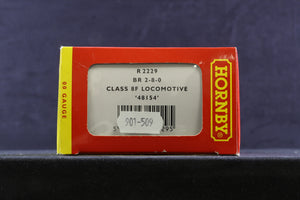 00 GAUGE
R2229
BR 2-8-0
CLASS 8F LOCOMOTIVE
'48154'
901-509
HORNBY